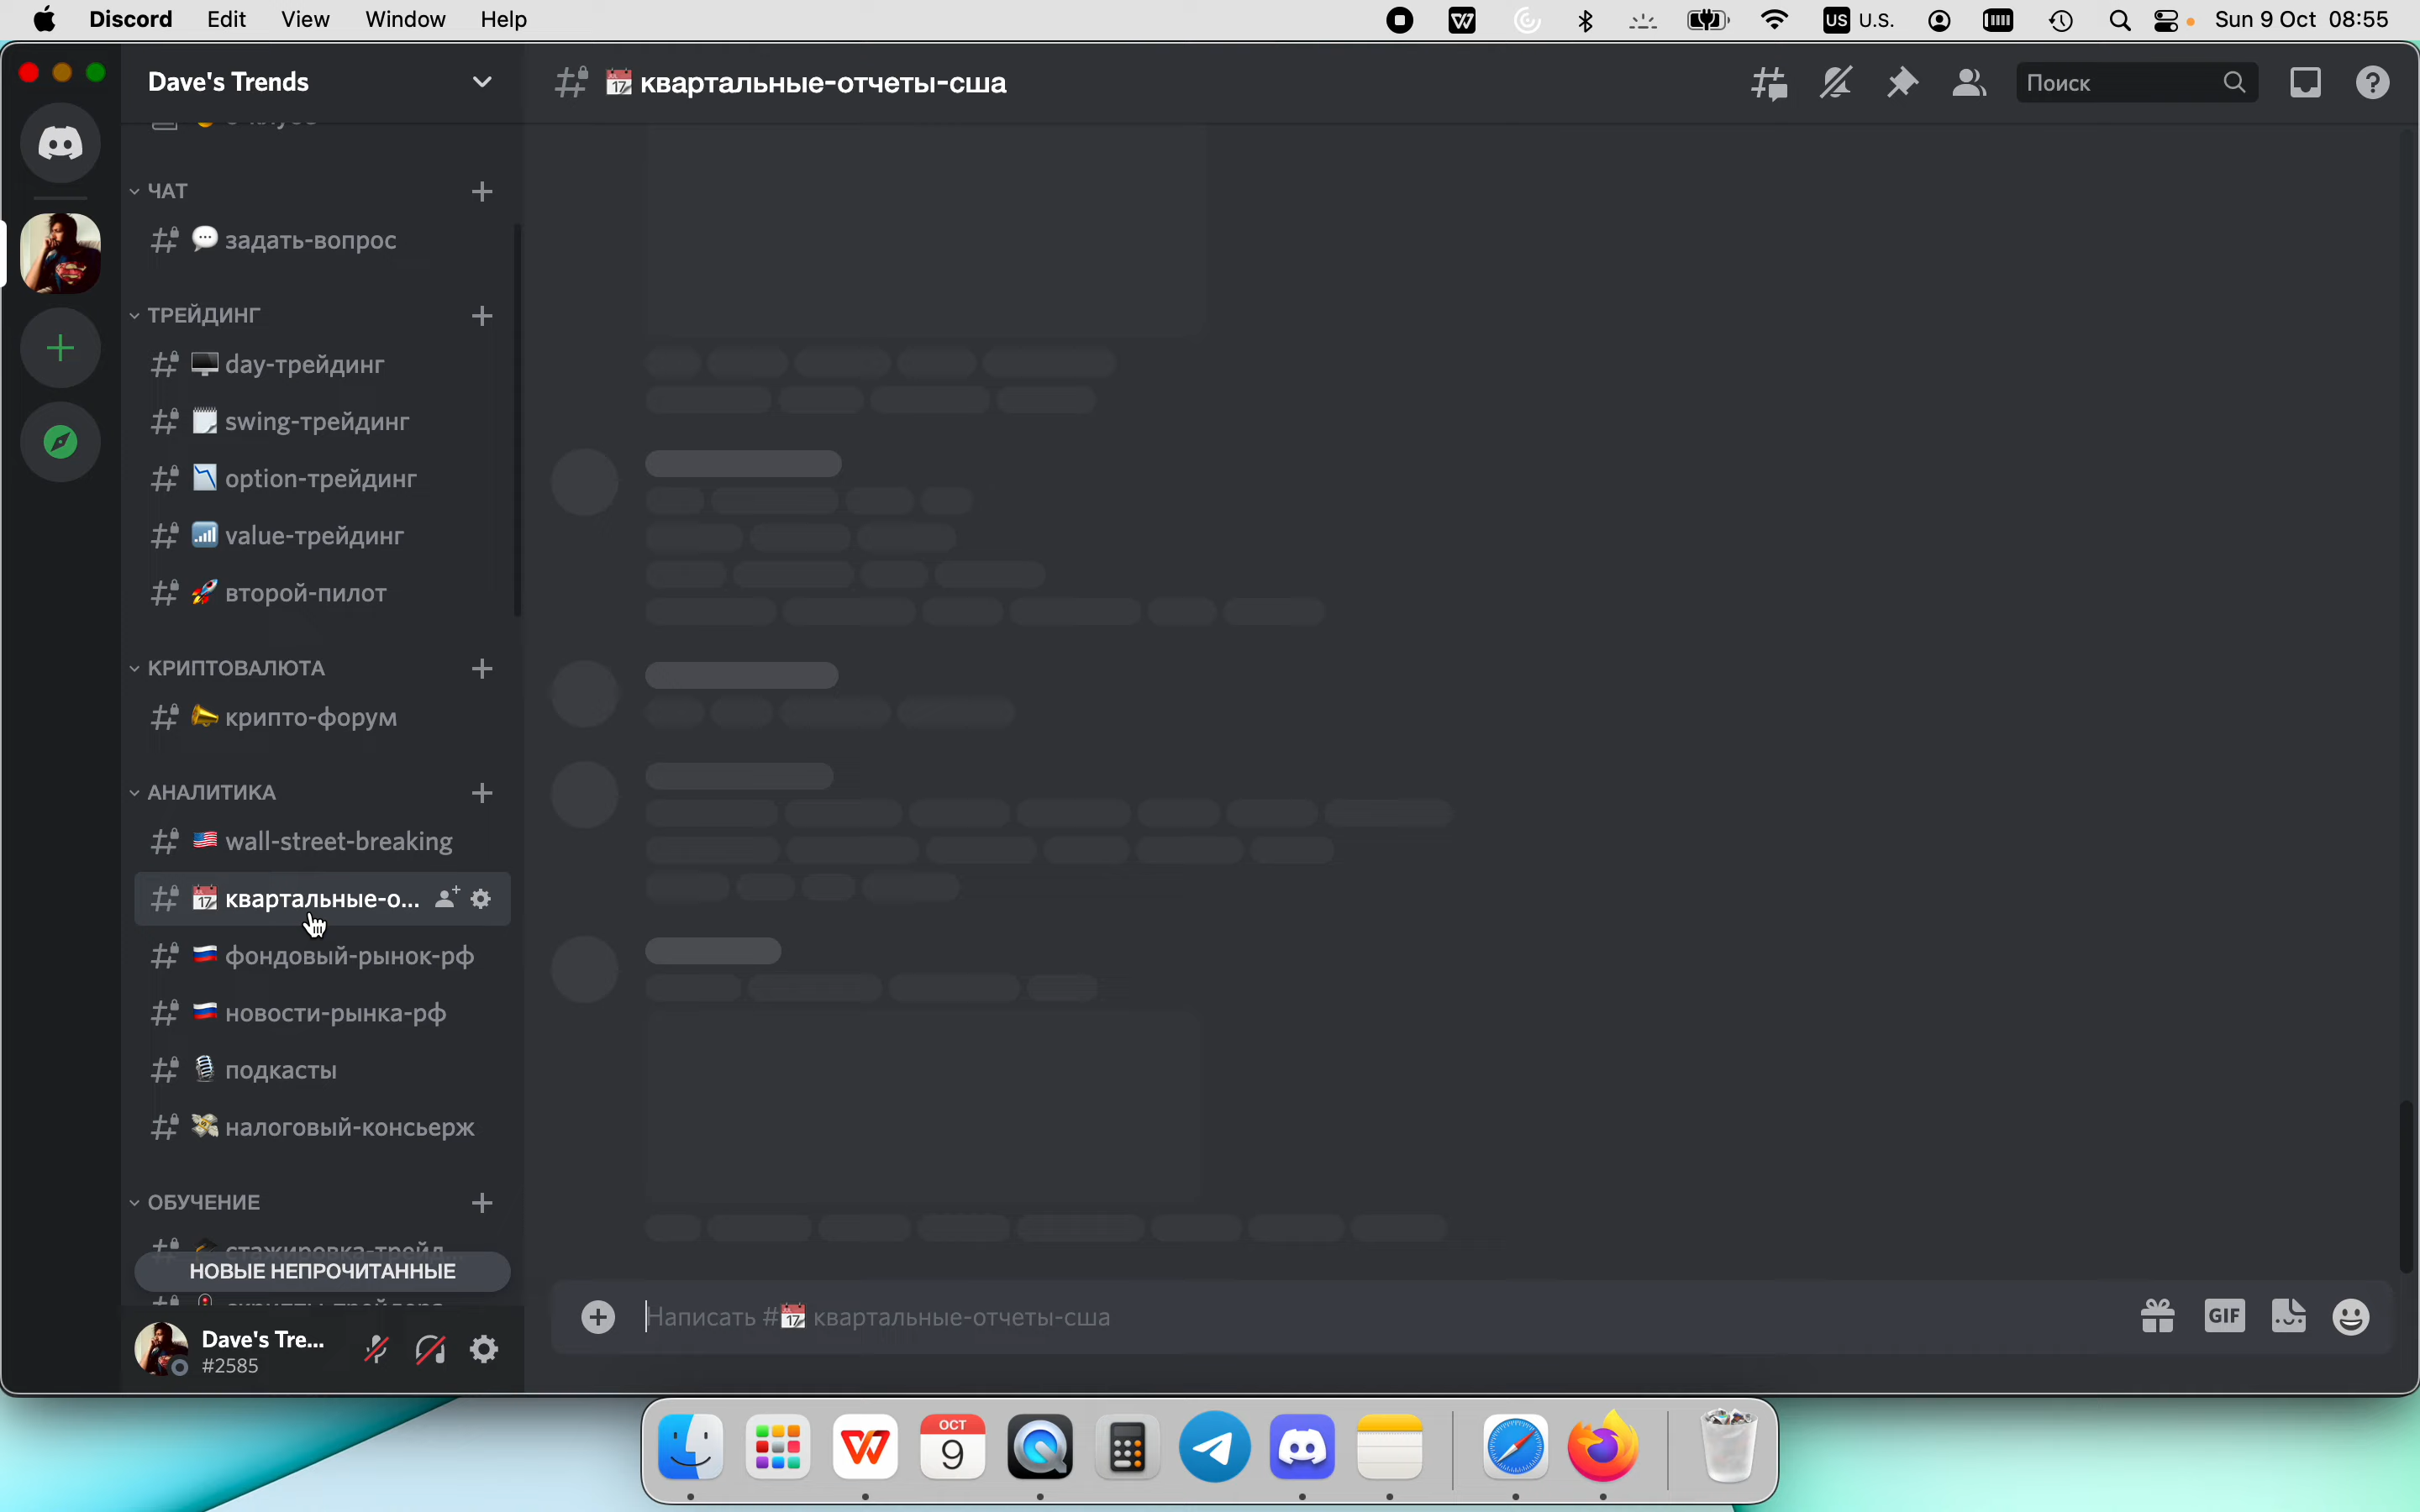 Discord Edit View Window Help US U.S. Sun 9 Oct 08:55
Dave's Trends
📅 квартальные-отчеты-сша
Поиск
ЧАТ
задать-вопрос
ТРЕЙДИНГ
day-трейдинг
swing-трейдинг
option-трейдинг
value-трейдинг
второй-пилот
КРИПТОВАЛЮТА
крипто-форум
АНАЛИТИКА
wall-street-breaking
квартальные-о...
фондовый-рынок-рф
новости-рынка-рф
подкасты
налоговый-консьерж
ОБУЧЕНИЕ
стажировка-трейд...
НОВЫЕ НЕПРОЧИТАННЫЕ
Dave's Tre...
#2585
Написать #📅 квартальные-отчеты-сша
GIF
OCT
9